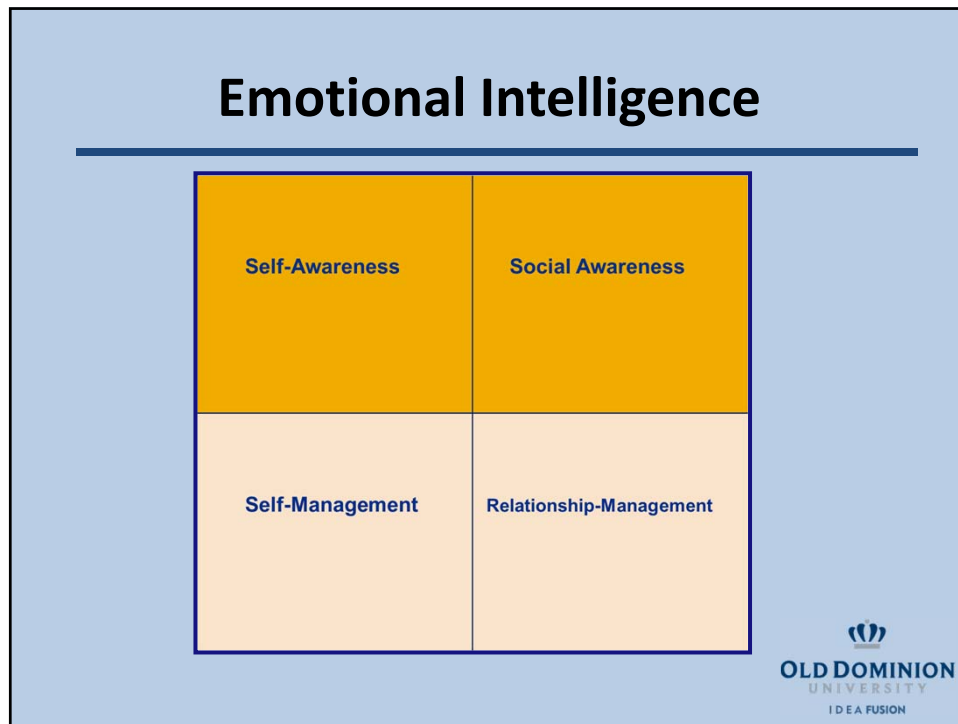 Emotional Intelligence
Self-Awareness
Social Awareness
Self-Management
Relationship-Management
OLD DOMINION
UNIVERSITY
IDEA FUSION